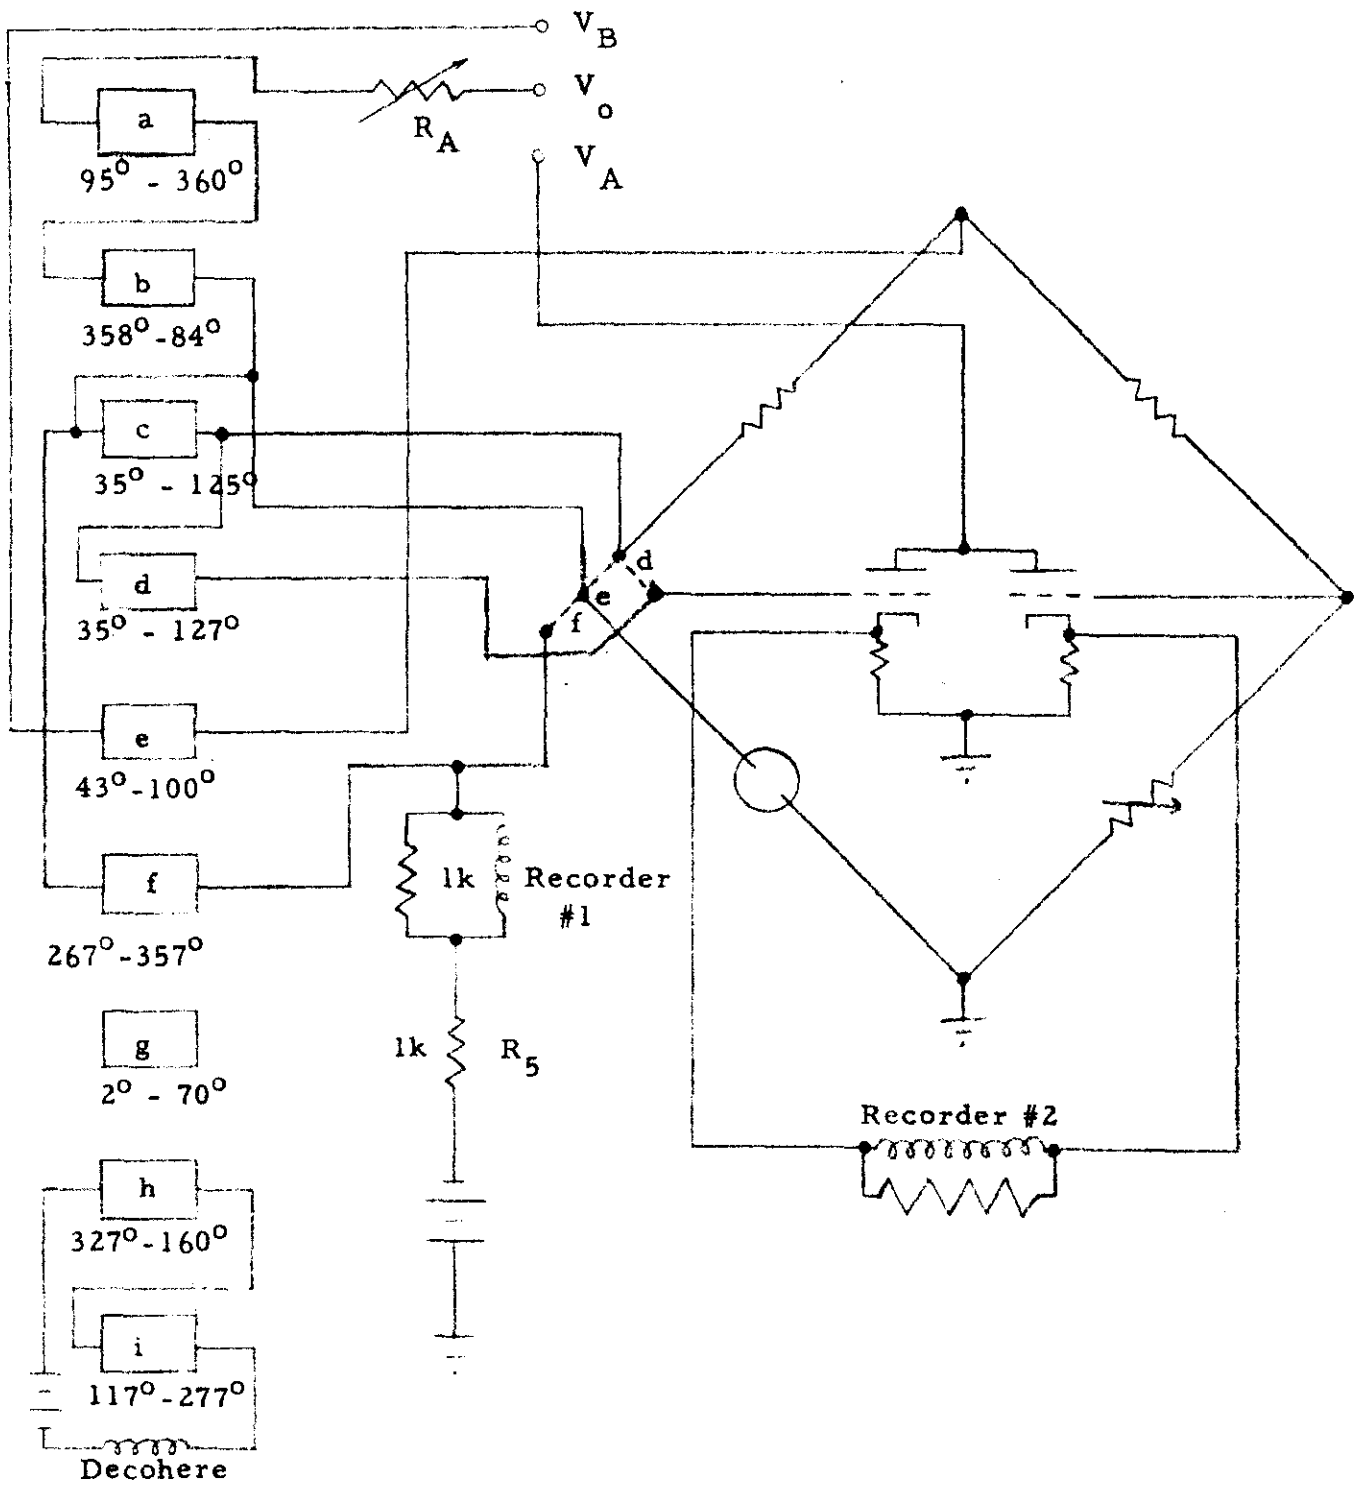 V_B
V_o
R_A
V_A
a
95° - 360°
b
358° - 84°
c
35° - 125°
d
35° - 127°
e
43° - 100°
f
267° - 357°
g
2° - 70°
h
327° - 160°
i
117° - 277°
Decohere
d
e
f
1k
Recorder
#1
1k
R_5
Recorder #2